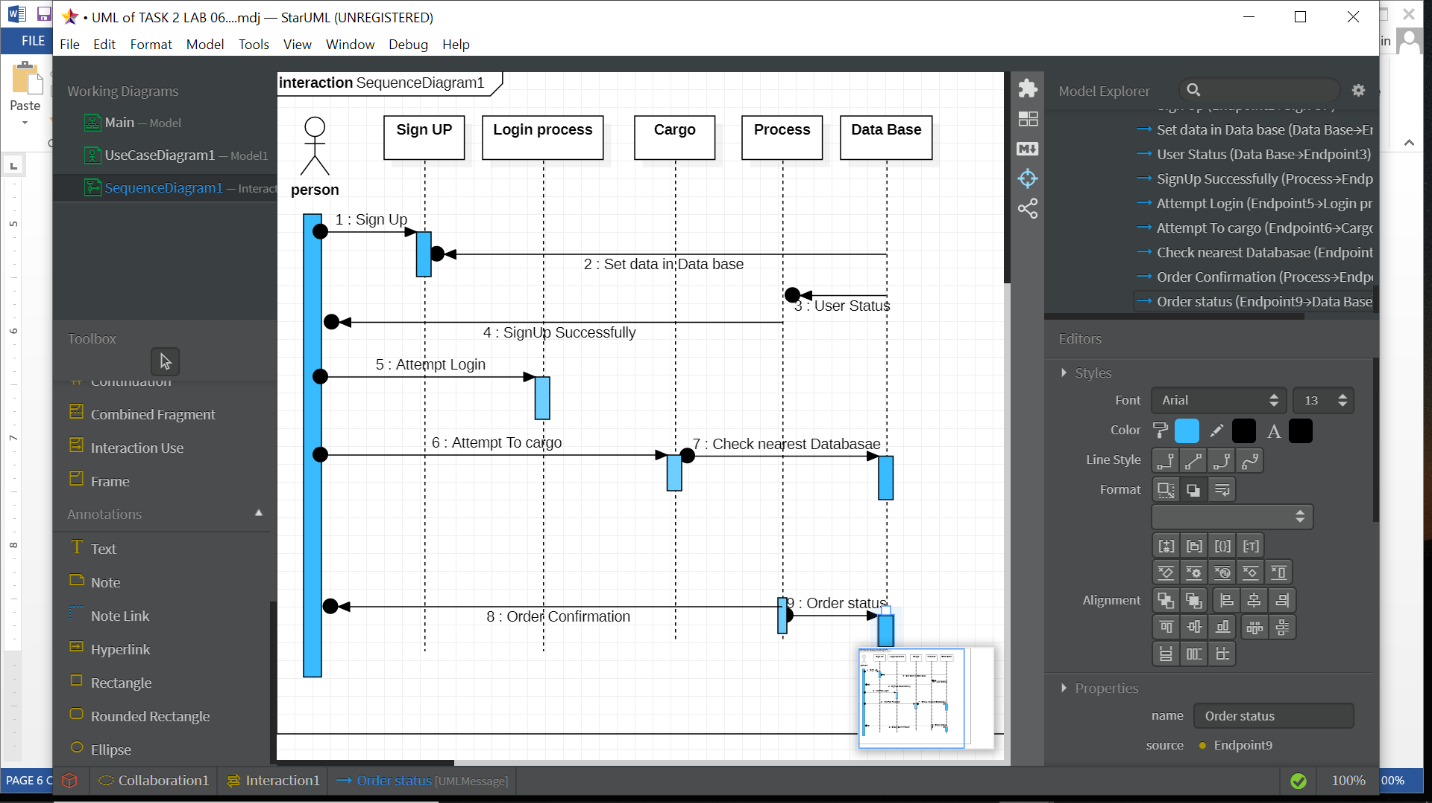 • UML of TASK 2 LAB 06....mdj — StarUML (UNREGISTERED)
FILE
in
File Edit Format Model Tools View Window Debug Help
Paste
Working Diagrams
Main — Model
UseCaseDiagram1 — Model1
SequenceDiagram1 — Interact
Toolbox
Continuation
Combined Fragment
Interaction Use
Frame
Annotations
Text
Note
Note Link
Hyperlink
Rectangle
Rounded Rectangle
Ellipse
5
6
7
8
interaction SequenceDiagram1
person
Sign UP
Login process
Cargo
Process
Data Base
1 : Sign Up
2 : Set data in Data base
3 : User Status
4 : SignUp Successfully
5 : Attempt Login
6 : Attempt To cargo
7 : Check nearest Databasae
8 : Order Confirmation
9 : Order status
Model Explorer
Set data in Data base (Data Base→E
User Status (Data Base→Endpoint3)
SignUp Successfully (Process→Endp
Attempt Login (Endpoint5→Login pr
Attempt To cargo (Endpoint6→Cargo
Check nearest Databasae (Endpoint
Order Confirmation (Process→Endp
Order status (Endpoint9→Data Base
Editors
Styles
Font Arial 13
Color
A
Line Style
Format
Alignment
Properties
name Order status
source Endpoint9
PAGE 6 O
Collaboration1 Interaction1 Order status [UMLMessage]
100%
00%